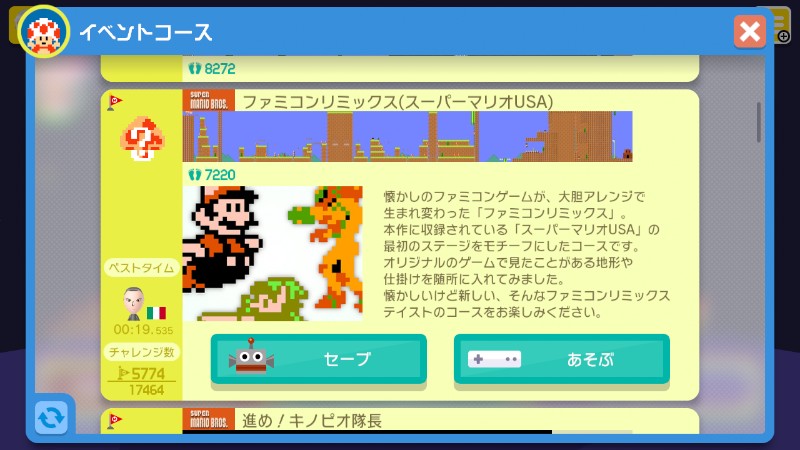 イベントコース
8272
SUPER MARIO BROS.
ファミコンリミックス(スーパーマリオUSA)
7220
懐かしのファミコンゲームが、大胆アレンジで
生まれ変わった「ファミコンリミックス」。
本作に収録されている「スーパーマリオUSA」の
最初のステージをモチーフにしたコースです。
オリジナルのゲームで見たことがある地形や
仕掛けを随所に入れてみました。
懐かしいけど新しい、そんなファミコンリミックス
テイストのコースをお楽しみください。
ベストタイム
00:19.535
チャレンジ数
5774
17464
セーブ
あそぶ
SUPER MARIO BROS.
進め!キノピオ隊長